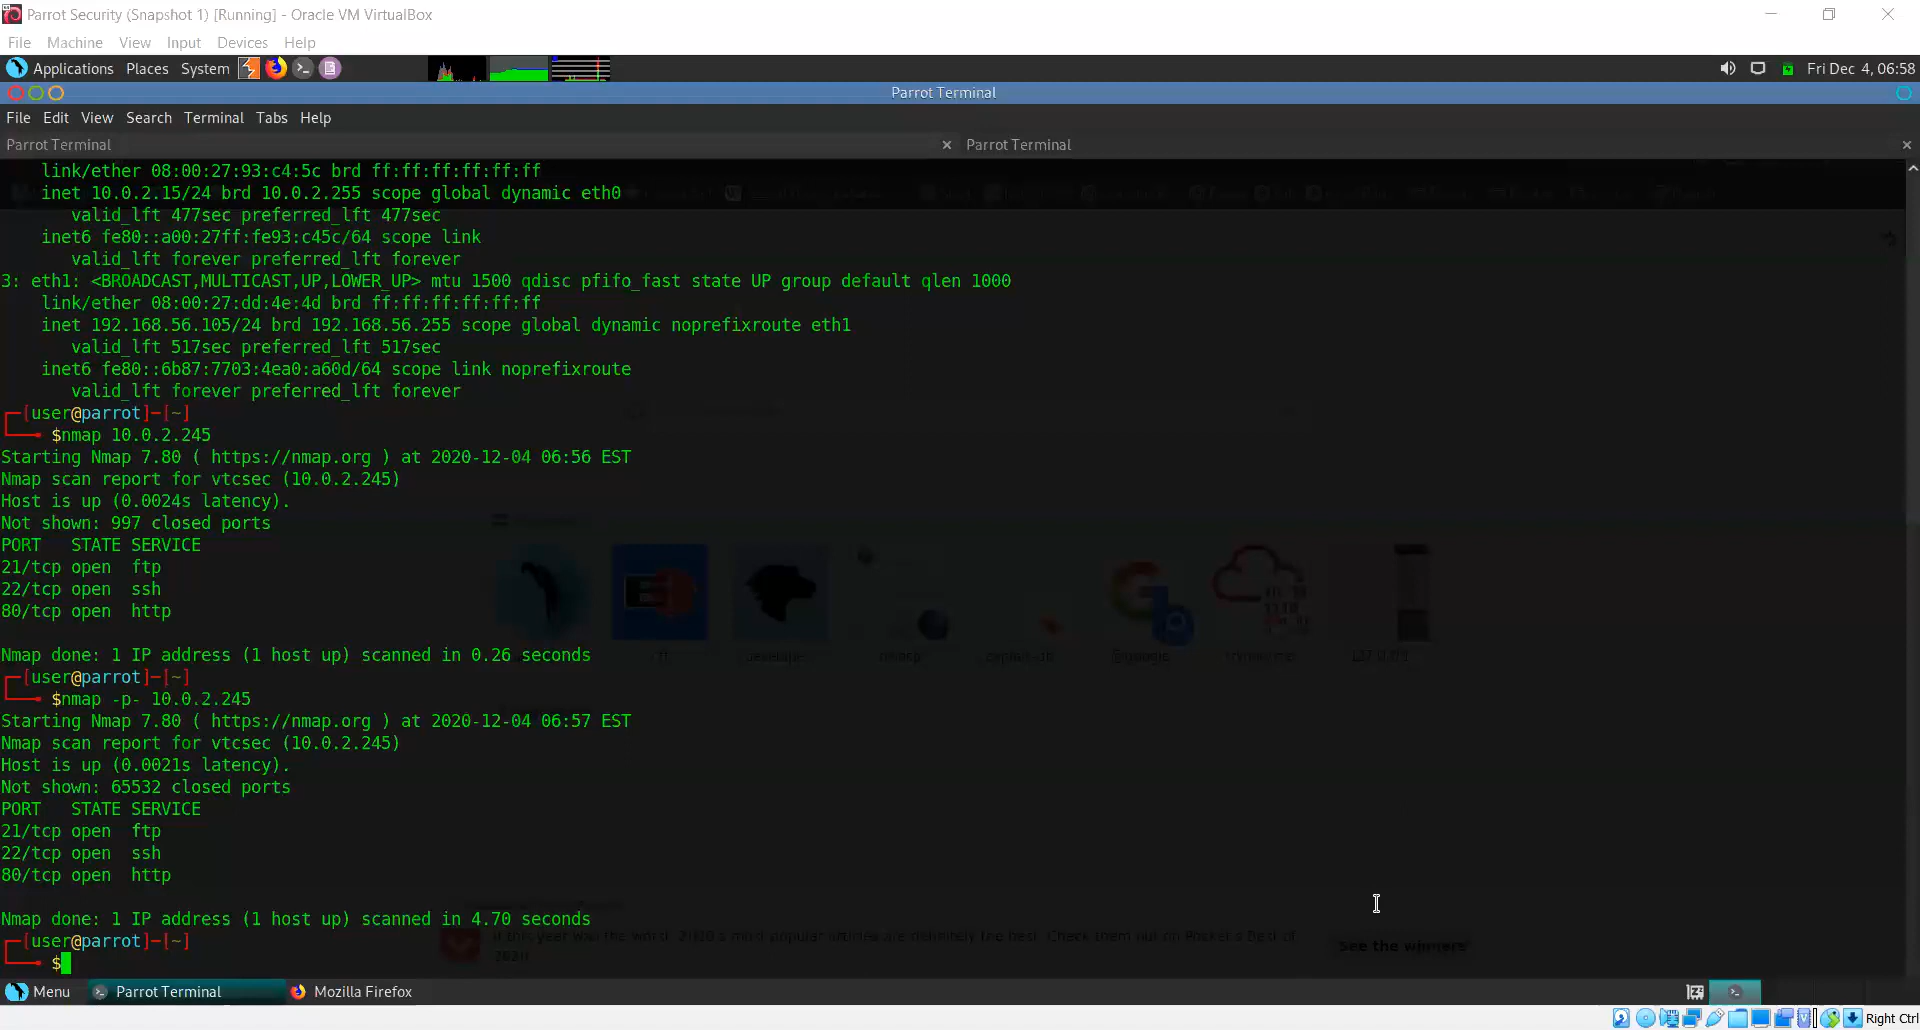 Parrot Security (Snapshot 1) [Running] - Oracle VM VirtualBox
File Machine View Input Devices Help
Applications Places System Fri Dec 4, 06:58
Parrot Terminal
File Edit View Search Terminal Tabs Help
Parrot Terminal × Parrot Terminal ×
link/ether 08:00:27:93:c4:5c brd ff:ff:ff:ff:ff:ff
inet 10.0.2.15/24 brd 10.0.2.255 scope global dynamic eth0
valid_lft 477sec preferred_lft 477sec
inet6 fe80::a00:27ff:fe93:c45c/64 scope link
valid_lft forever preferred_lft forever
3: eth1: <BROADCAST,MULTICAST,UP,LOWER_UP> mtu 1500 qdisc pfifo_fast state UP group default qlen 1000
link/ether 08:00:27:dd:4e:4d brd ff:ff:ff:ff:ff:ff
inet 192.168.56.105/24 brd 192.168.56.255 scope global dynamic noprefixroute eth1
valid_lft 517sec preferred_lft 517sec
inet6 fe80::6b87:7703:4ea0:a60d/64 scope link noprefixroute
valid_lft forever preferred_lft forever
[user@parrot]-[~]
$nmap 10.0.2.245
Starting Nmap 7.80 ( https://nmap.org ) at 2020-12-04 06:56 EST
Nmap scan report for vtcsec (10.0.2.245)
Host is up (0.0024s latency).
Not shown: 997 closed ports
PORT STATE SERVICE
21/tcp open ftp
22/tcp open ssh
80/tcp open http
Nmap done: 1 IP address (1 host up) scanned in 0.26 seconds
[user@parrot]-[~]
$nmap -p- 10.0.2.245
Starting Nmap 7.80 ( https://nmap.org ) at 2020-12-04 06:57 EST
Nmap scan report for vtcsec (10.0.2.245)
Host is up (0.0021s latency).
Not shown: 65532 closed ports
PORT STATE SERVICE
21/tcp open ftp
22/tcp open ssh
80/tcp open http
Nmap done: 1 IP address (1 host up) scanned in 4.70 seconds
[user@parrot]-[~]
$
See the winners
Menu Parrot Terminal Mozilla Firefox
Right Ctrl